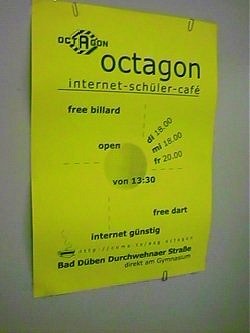 OCTAGON
octagon
internet-schüler-café
free billard
di 18.00
open
mi 18.00
fr 20.00
von 13:30
free dart
internet günstig
Bad Düben Durchwehnaer Straße
direkt am Gymnasium